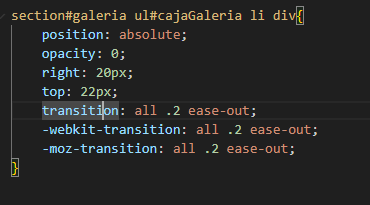 section#galeria ul#cajaGaleria li div{
position: absolute;
opacity: 0;
right: 20px;
top: 22px;
transition: all .2 ease-out;
-webkit-transition: all .2 ease-out;
-moz-transition: all .2 ease-out;
}